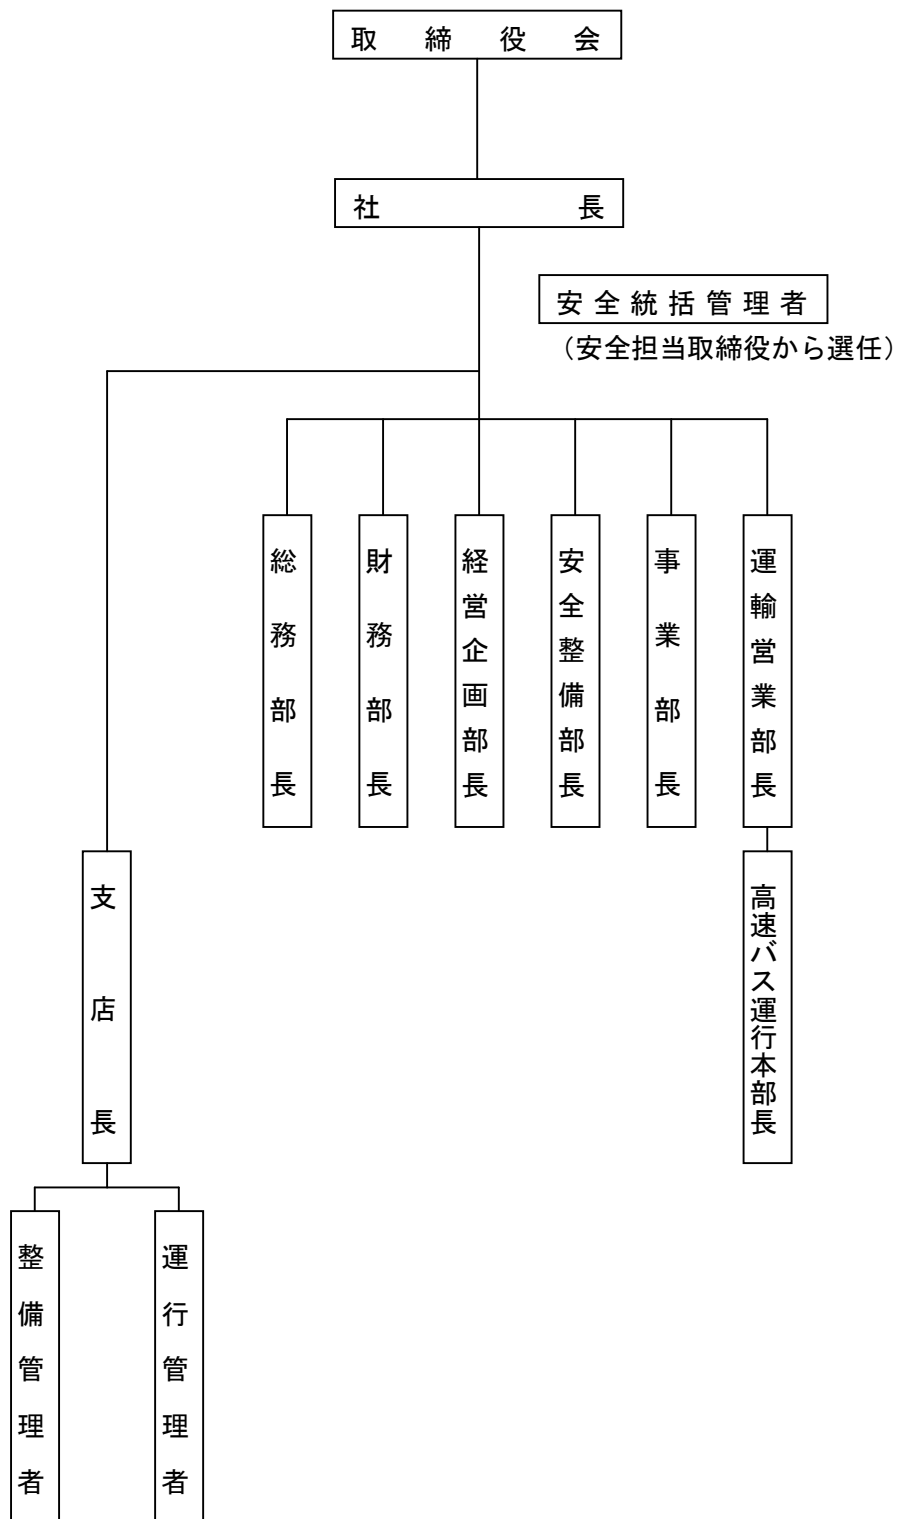 取締役会
社長
安全統括管理者
（安全担当取締役から選任）
総務部長
財務部長
経営企画部長
安全整備部長
事業部長
運輸営業部長
支店長
高速バス運行本部長
整備管理者
運行管理者